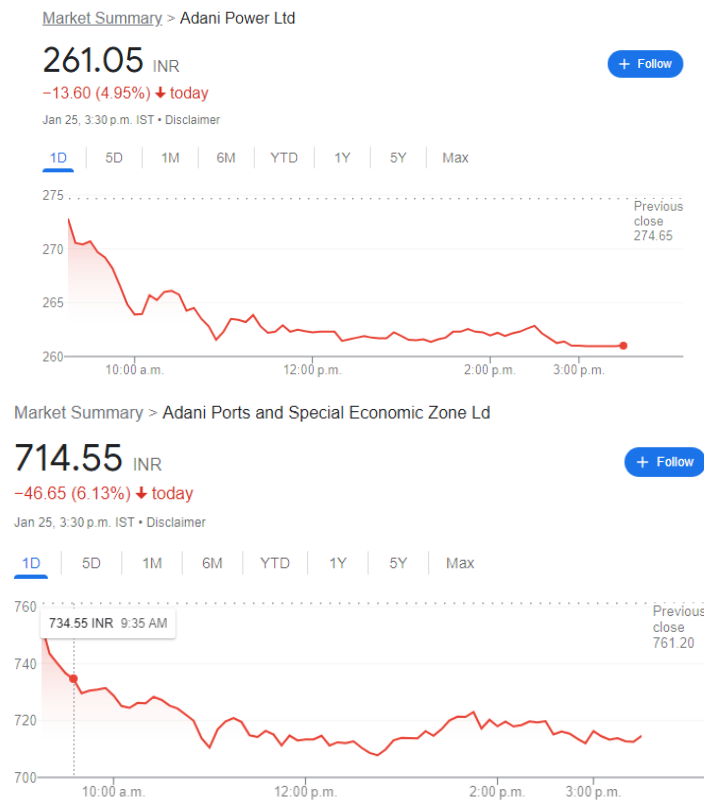 Market Summary > Adani Power Ltd
261.05 INR
+ Follow
−13.60 (4.95%) ↓ today
Jan 25, 3:30 p.m. IST • Disclaimer
1D 5D 1M 6M YTD 1Y 5Y Max
275
Previous
close
274.65
270
265
260
10:00 a.m. 12:00 p.m. 2:00 p.m. 3:00 p.m.
Market Summary > Adani Ports and Special Economic Zone Ld
714.55 INR
+ Follow
−46.65 (6.13%) ↓ today
Jan 25, 3:30 p.m. IST • Disclaimer
1D 5D 1M 6M YTD 1Y 5Y Max
760
734.55 INR 9:35 AM
Previous
close
761.20
740
720
700
10:00 a.m. 12:00 p.m. 2:00 p.m. 3:00 p.m.